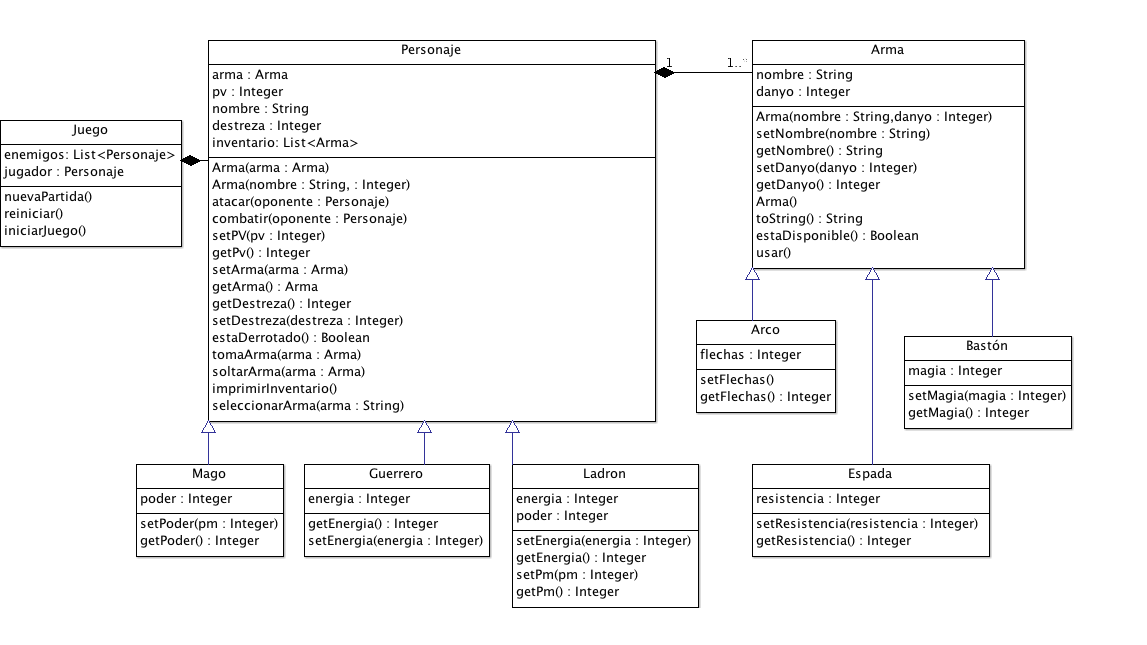 Personaje
arma : Arma
pv : Integer
nombre : String
destreza : Integer
inventario: List<Arma>
Arma(arma : Arma)
Arma(nombre : String, : Integer)
atacar(oponente : Personaje)
combatir(oponente : Personaje)
setPV(pv : Integer)
getPv() : Integer
setArma(arma : Arma)
getArma() : Arma
getDestreza() : Integer
setDestreza(destreza : Integer)
estaDerrotado() : Boolean
tomaArma(arma : Arma)
soltarArma(arma : Arma)
imprimirInventario()
seleccionarArma(arma : String)
1
1..*
Arma
nombre : String
danyo : Integer
Arma(nombre : String,danyo : Integer)
setNombre(nombre : String)
getNombre() : String
setDanyo(danyo : Integer)
getDanyo() : Integer
Arma()
toString() : String
estaDisponible() : Boolean
usar()
Juego
enemigos: List<Personaje>
jugador : Personaje
nuevaPartida()
reiniciar()
iniciarJuego()
Arco
flechas : Integer
setFlechas()
getFlechas() : Integer
Bastón
magia : Integer
setMagia(magia : Integer)
getMagia() : Integer
Mago
poder : Integer
setPoder(pm : Integer)
getPoder() : Integer
Guerrero
energia : Integer
getEnergia() : Integer
setEnergia(energia : Integer)
Ladron
energia : Integer
poder : Integer
setEnergia(energia : Integer)
getEnergia() : Integer
setPm(pm : Integer)
getPm() : Integer
Espada
resistencia : Integer
setResistencia(resistencia : Integer)
getResistencia() : Integer